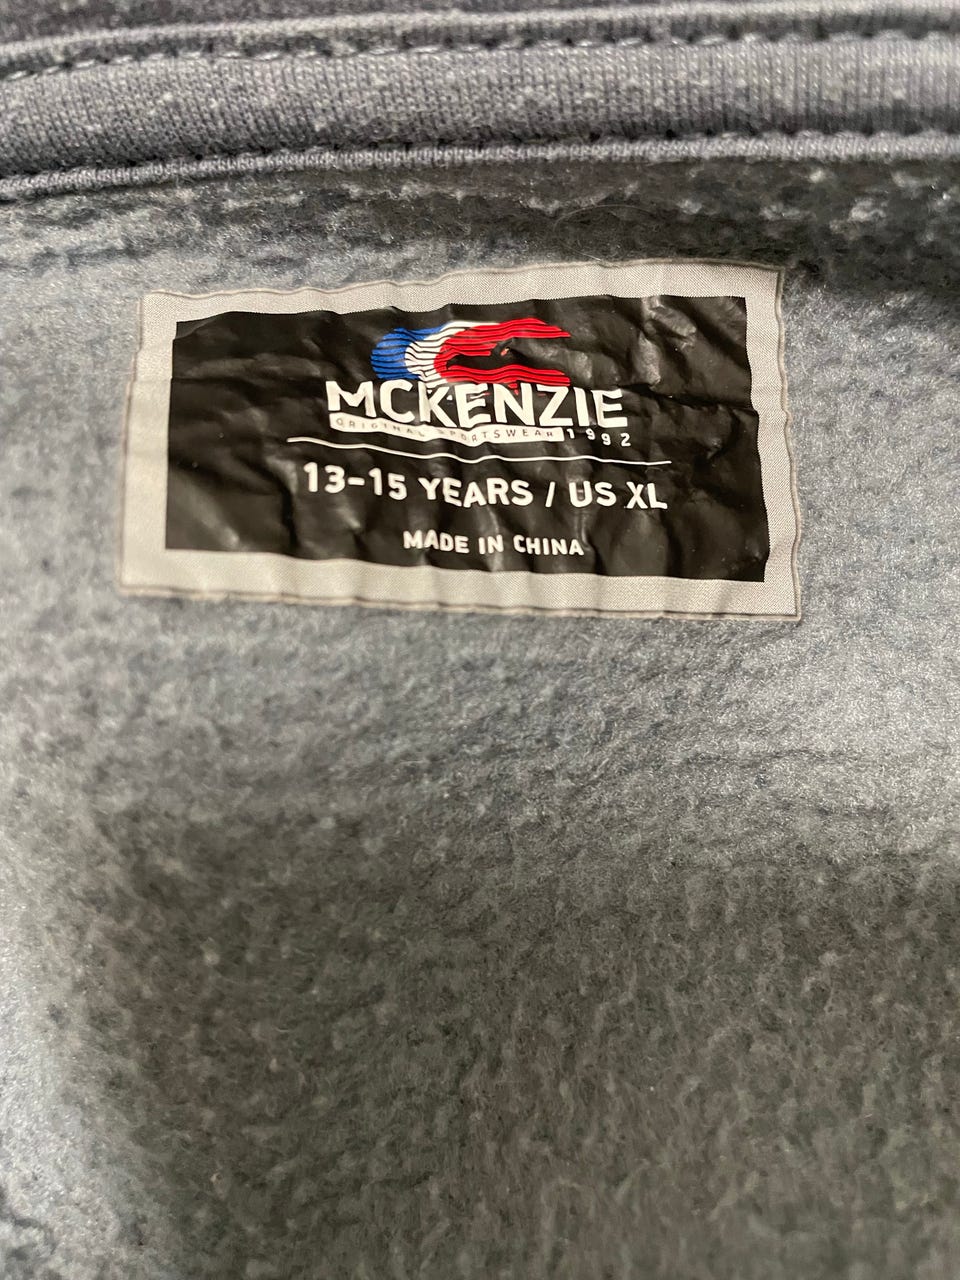 MCKENZIE
ORIGINAL SPORTSWEAR 1992
13-15 YEARS / US XL
MADE IN CHINA